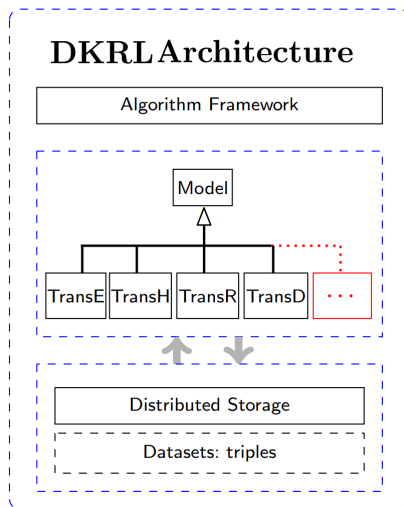 DKRL Architecture
Algorithm Framework
Model
TransE TransH TransR TransD ...
Distributed Storage
Datasets: triples